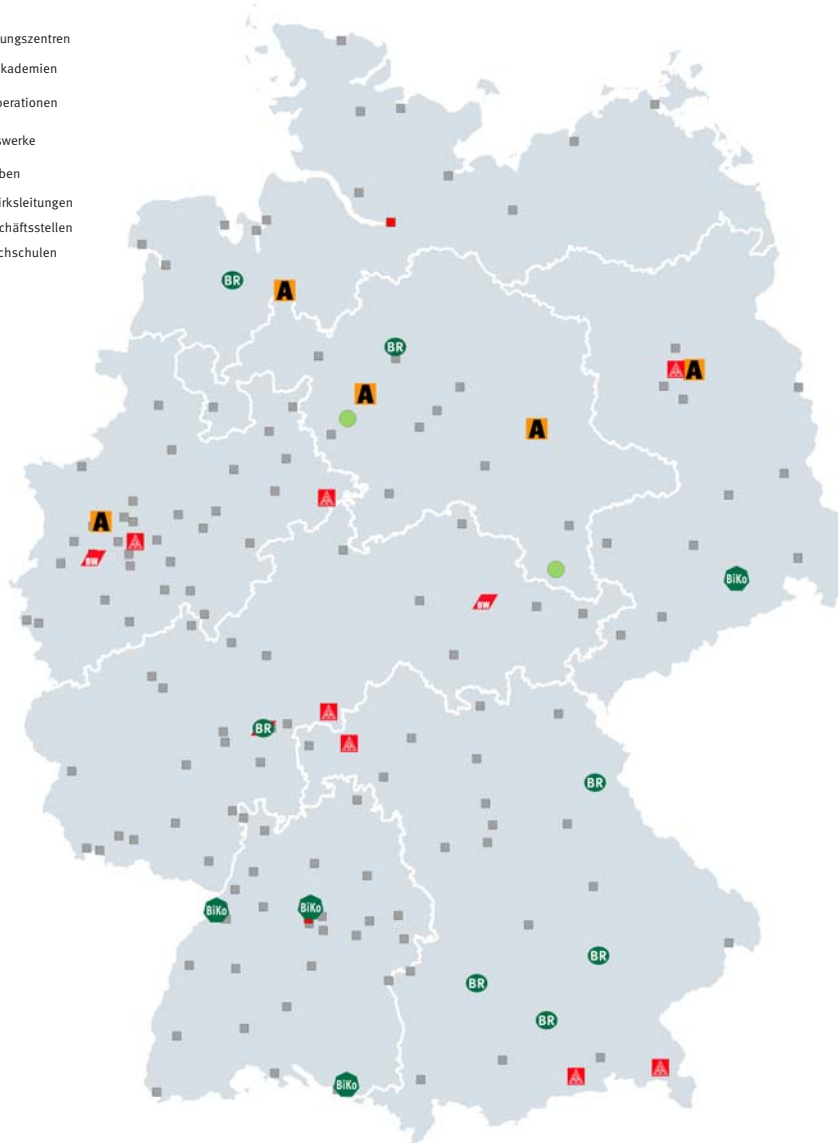 ungszentren
kademien
perationen
swerke
ben
irksleitungen
chäftsstellen
chschulen
BR
A
BR
A
A
A
A
BW
BiKo
BW
BR
BR
BiKo
BiKo
BR
BR
BR
BiKo